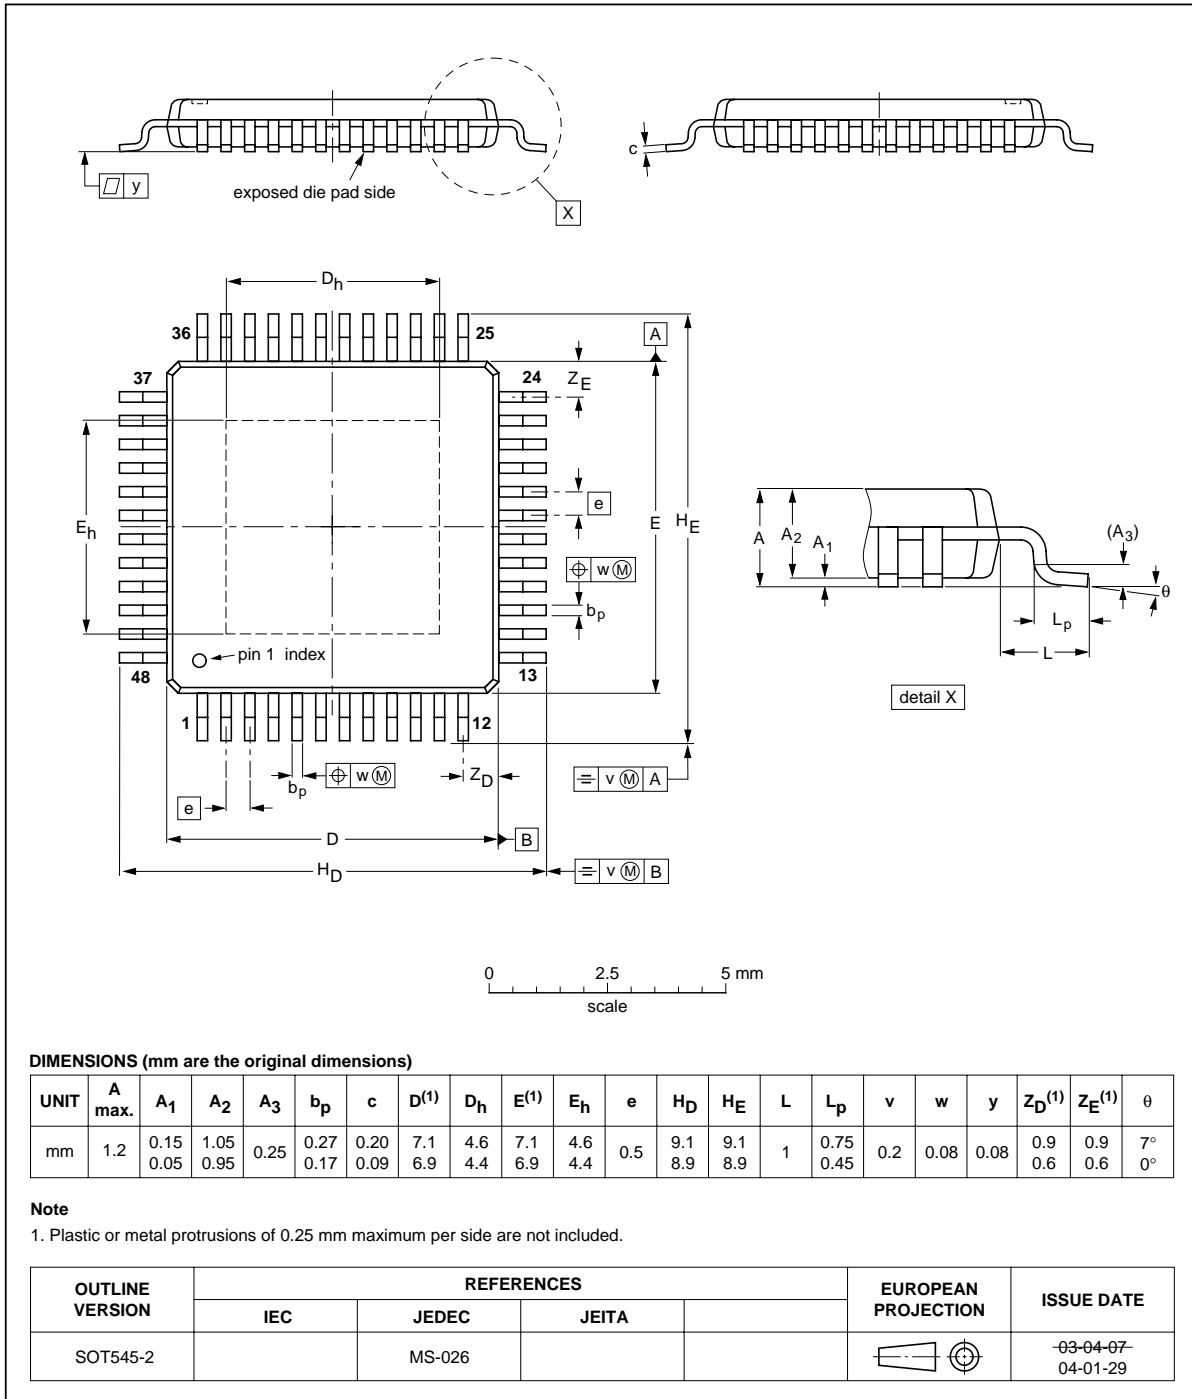 c
y
exposed die pad side
X
Dh
36
25
A
37
24
ZE
e
Eh
E
HE
A
A2
A1
(A3)
θ
w M
bp
Lp
L
pin 1 index
48
13
detail X
1
12
bp
w M
ZD
v M A
e
D
B
HD
v M B
0 2.5 5 mm
scale
DIMENSIONS (mm are the original dimensions)
UNIT A max. A1 A2 A3 bp c D(1) Dh E(1) Eh e HD HE L Lp v w y ZD(1) ZE(1) θ
mm 1.2 0.15 0.05 1.05 0.95 0.25 0.27 0.17 0.20 0.09 7.1 6.9 4.6 4.4 7.1 6.9 4.6 4.4 0.5 9.1 8.9 9.1 8.9 1 0.75 0.45 0.2 0.08 0.08 0.9 0.6 0.9 0.6 7° 0°
Note
1. Plastic or metal protrusions of 0.25 mm maximum per side are not included.
OUTLINE VERSION REFERENCES EUROPEAN PROJECTION ISSUE DATE
IEC JEDEC JEITA
SOT545-2 MS-026 03-04-07
04-01-29